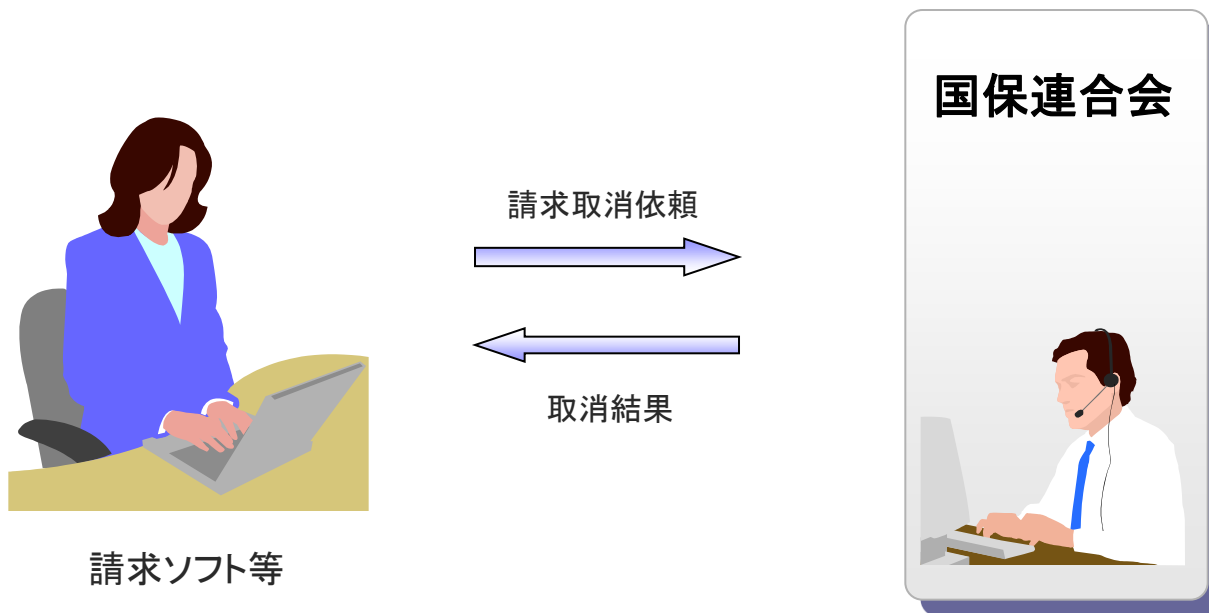 国保連合会
請求取消依頼
取消結果
請求ソフト等